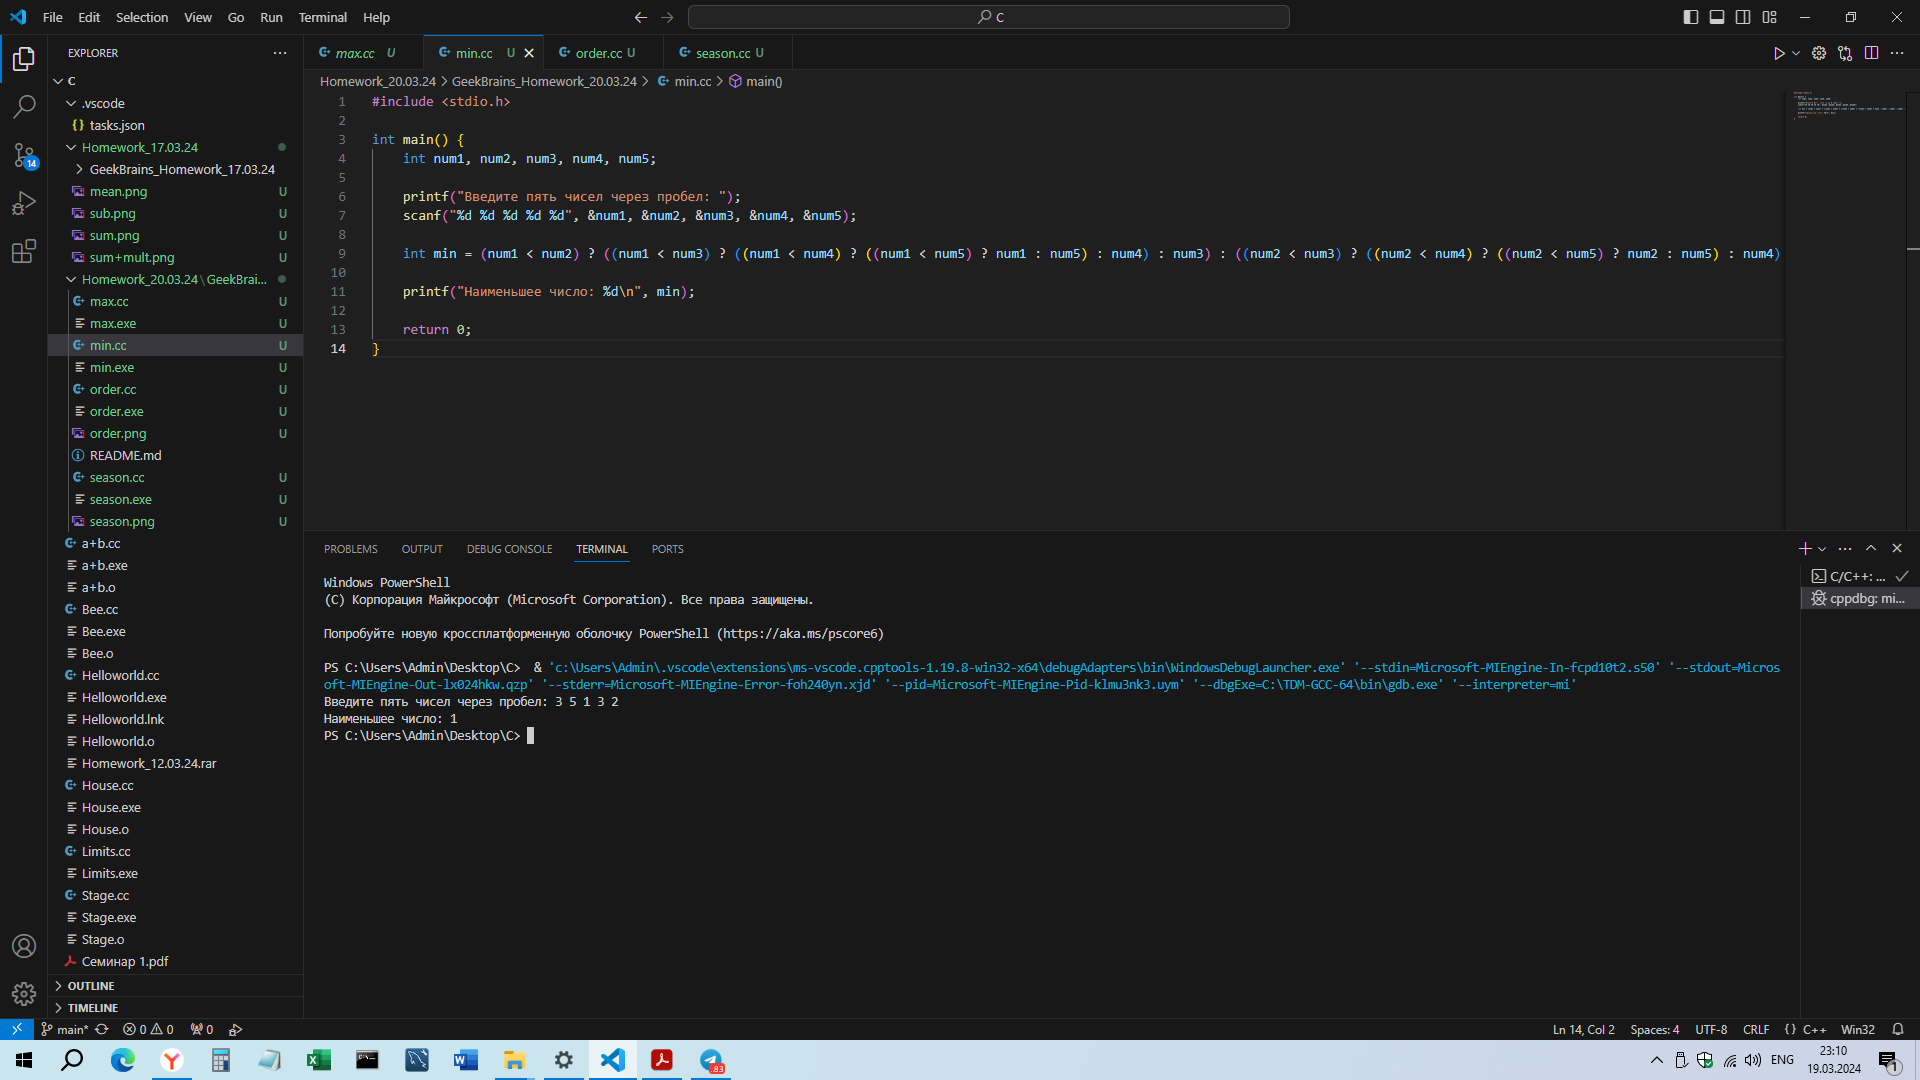 File Edit Selection View Go Run Terminal Help
C
EXPLORER
C
.vscode
tasks.json
Homework_17.03.24
GeekBrains_Homework_17.03.24
mean.png U
sub.png U
sum.png U
sum+mult.png U
Homework_20.03.24\GeekBrai...
max.cc U
max.exe U
min.cc U
min.exe U
order.cc U
order.exe U
order.png U
README.md
season.cc U
season.exe U
season.png U
a+b.cc
a+b.exe
a+b.o
Bee.cc
Bee.exe
Bee.o
Helloworld.cc
Helloworld.exe
Helloworld.lnk
Helloworld.o
Homework_12.03.24.rar
House.cc
House.exe
House.o
Limits.cc
Limits.exe
Stage.cc
Stage.exe
Stage.o
Семинар 1.pdf
OUTLINE
TIMELINE
14
max.cc U min.cc U order.cc U season.cc U
Homework_20.03.24 > GeekBrains_Homework_20.03.24 > min.cc > main()
1 #include <stdio.h>
2
3 int main() {
4 int num1, num2, num3, num4, num5;
5
6 printf("Введите пять чисел через пробел: ");
7 scanf("%d %d %d %d %d", &num1, &num2, &num3, &num4, &num5);
8
9 int min = (num1 < num2) ? ((num1 < num3) ? ((num1 < num4) ? ((num1 < num5) ? num1 : num5) : num4) : num3) : ((num2 < num3) ? ((num2 < num4) ? ((num2 < num5) ? num2 : num5) : num4)
10
11 printf("Наименьшее число: %d\n", min);
12
13 return 0;
14 }
PROBLEMS OUTPUT DEBUG CONSOLE TERMINAL PORTS
C/C++: ...
cppdbg: mi...
Windows PowerShell
(C) Корпорация Майкрософт (Microsoft Corporation). Все права защищены.
Попробуйте новую кроссплатформенную оболочку PowerShell (https://aka.ms/pscore6)
PS C:\Users\Admin\Desktop\C>  & 'c:\Users\Admin\.vscode\extensions\ms-vscode.cpptools-1.19.8-win32-x64\debugAdapters\bin\WindowsDebugLauncher.exe' '--stdin=Microsoft-MIEngine-In-fcpd10t2.s50' '--stdout=Micros
oft-MIEngine-Out-lx024hkw.qzp' '--stderr=Microsoft-MIEngine-Error-foh240yn.xjd' '--pid=Microsoft-MIEngine-Pid-klmu3nk3.uym' '--dbgExe=C:\TDM-GCC-64\bin\gdb.exe' '--interpreter=mi'
Введите пять чисел через пробел: 3 5 1 3 2
Наименьшее число: 1
PS C:\Users\Admin\Desktop\C>
main* 0 0 0 Ln 14, Col 2 Spaces: 4 UTF-8 CRLF {} C++ Win32
83
ENG
23:10
19.03.2024
1